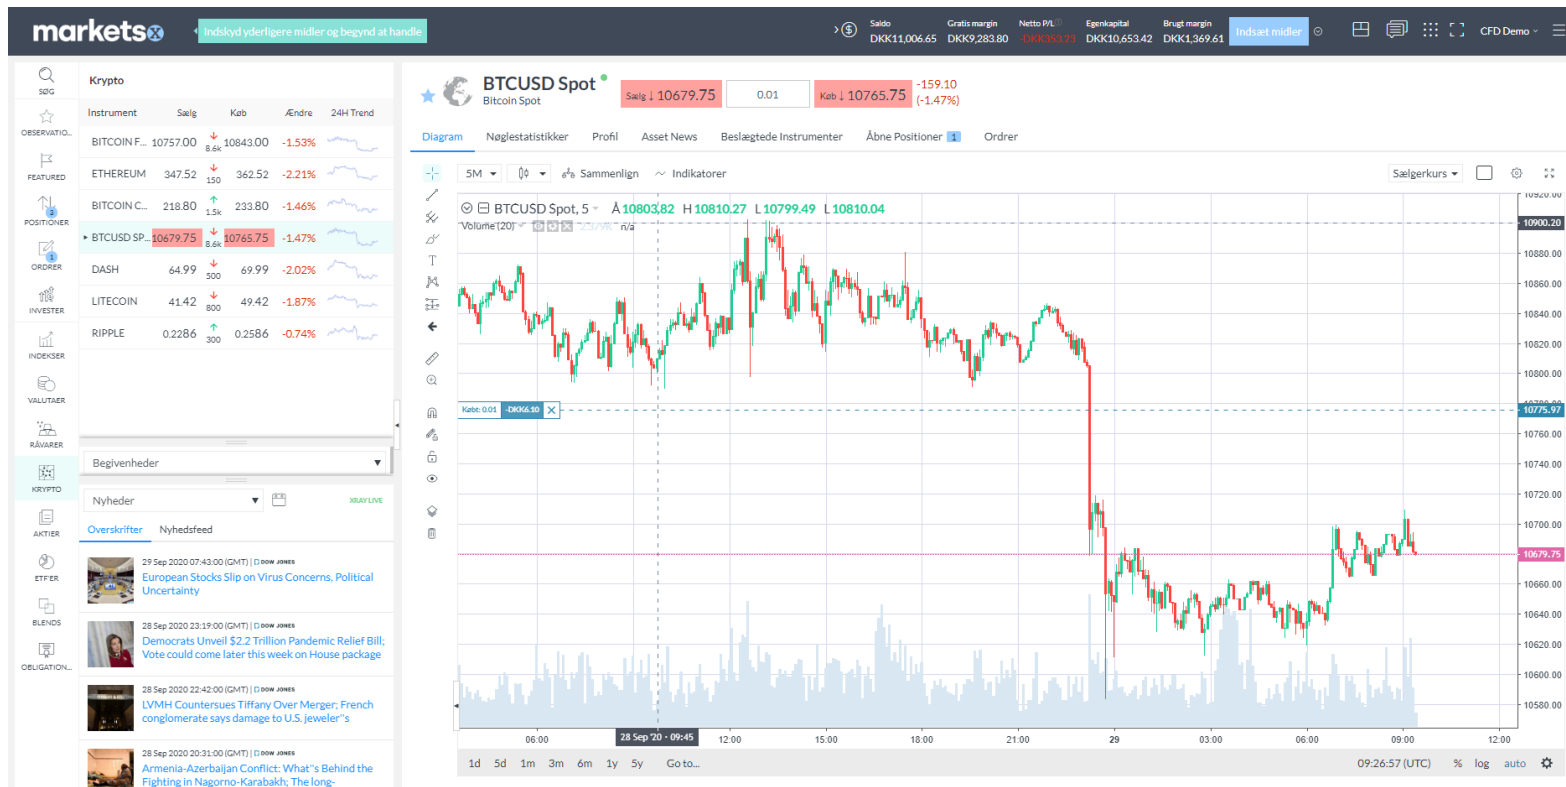 marketsx
Indskyd yderligere midler og begynd at handle
Saldo
DKK11,006.65
Gratis margin
DKK9,283.80
Netto P/L
-DKK353.23
Egenkapital
DKK10,653.42
Brugt margin
DKK1,369.61
Indsæt midler
CFD Demo
SØG
OBSERVATIO...
FEATURED
POSITIONER
2
ORDRER
1
INVESTER
INDEKSER
VALUTAER
RÅVARER
KRYPTO
AKTIER
ETF'ER
BLENDS
OBLIGATION...
Krypto
Instrument Sælg Køb Ændre 24H Trend
BITCOIN F... 10757.00 8.6k 10843.00 -1.53%
ETHEREUM 347.52 150 362.52 -2.21%
BITCOIN C... 218.80 1.5k 233.80 -1.46%
BTCUSD SP... 10679.75 8.6k 10765.75 -1.47%
DASH 64.99 500 69.99 -2.02%
LITECOIN 41.42 800 49.42 -1.87%
RIPPLE 0.2286 300 0.2586 -0.74%
Begivenheder
Nyheder
XRAY LIVE
Overskrifter Nyhedsfeed
29 Sep 2020 07:43:00 (GMT) | DOW JONES
European Stocks Slip on Virus Concerns, Political
Uncertainty
28 Sep 2020 23:19:00 (GMT) | DOW JONES
Democrats Unveil $2.2 Trillion Pandemic Relief Bill;
Vote could come later this week on House package
28 Sep 2020 22:42:00 (GMT) | DOW JONES
LVMH Countersues Tiffany Over Merger; French
conglomerate says damage to U.S. jeweler''s
28 Sep 2020 20:31:00 (GMT) | DOW JONES
Armenia-Azerbaijan Conflict: What''s Behind the
Fighting in Nagorno-Karabakh; The long-
BTCUSD Spot
Bitcoin Spot
Sælg ↓ 10679.75
0.01
Køb ↓ 10765.75
-159.10
(-1.47%)
Diagram Nøglestatistikker Profil Asset News Beslægtede Instrumenter Åbne Positioner 1 Ordrer
5M Sammenlign Indikatorer Sælgerkurs
BTCUSD Spot, 5 Å 10803.82 H 10810.27 L 10799.49 L 10810.04
Volume (20) 2.379K n/a
10920.00
10900.20
10880.00
10860.00
10840.00
10820.00
10800.00
Købt: 0.01 -DKK6.10
10775.97
10760.00
10740.00
10720.00
10700.00
10679.75
10660.00
10640.00
10620.00
10600.00
10580.00
06:00 28 Sep '20 - 09:45 12:00 15:00 18:00 21:00 29 03:00 06:00 09:00 12:00
1d 5d 1m 3m 6m 1y 5y Go to...
09:26:57 (UTC) % log auto